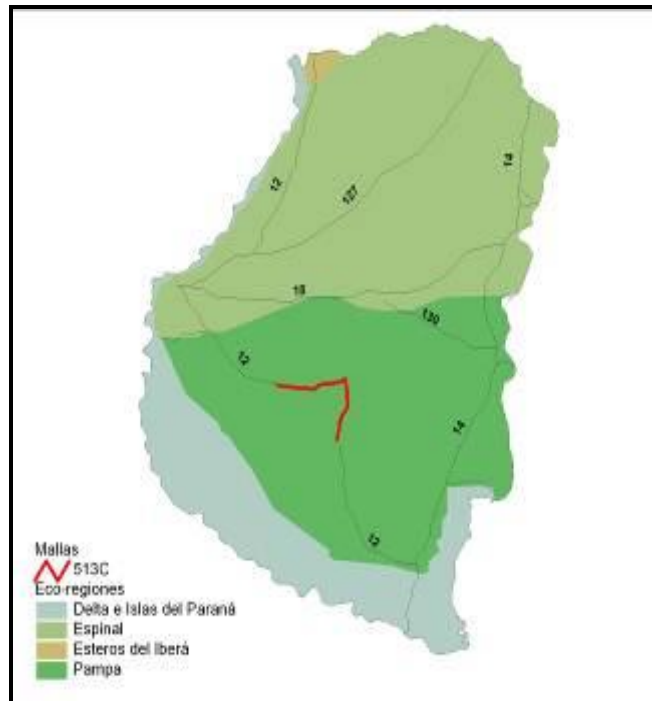 12
127
14
18
12
130
14
12
Mallas
513C
Eco-regiones
Delta e Islas del Paraná
Espinal
Esteros del Iberá
Pampa